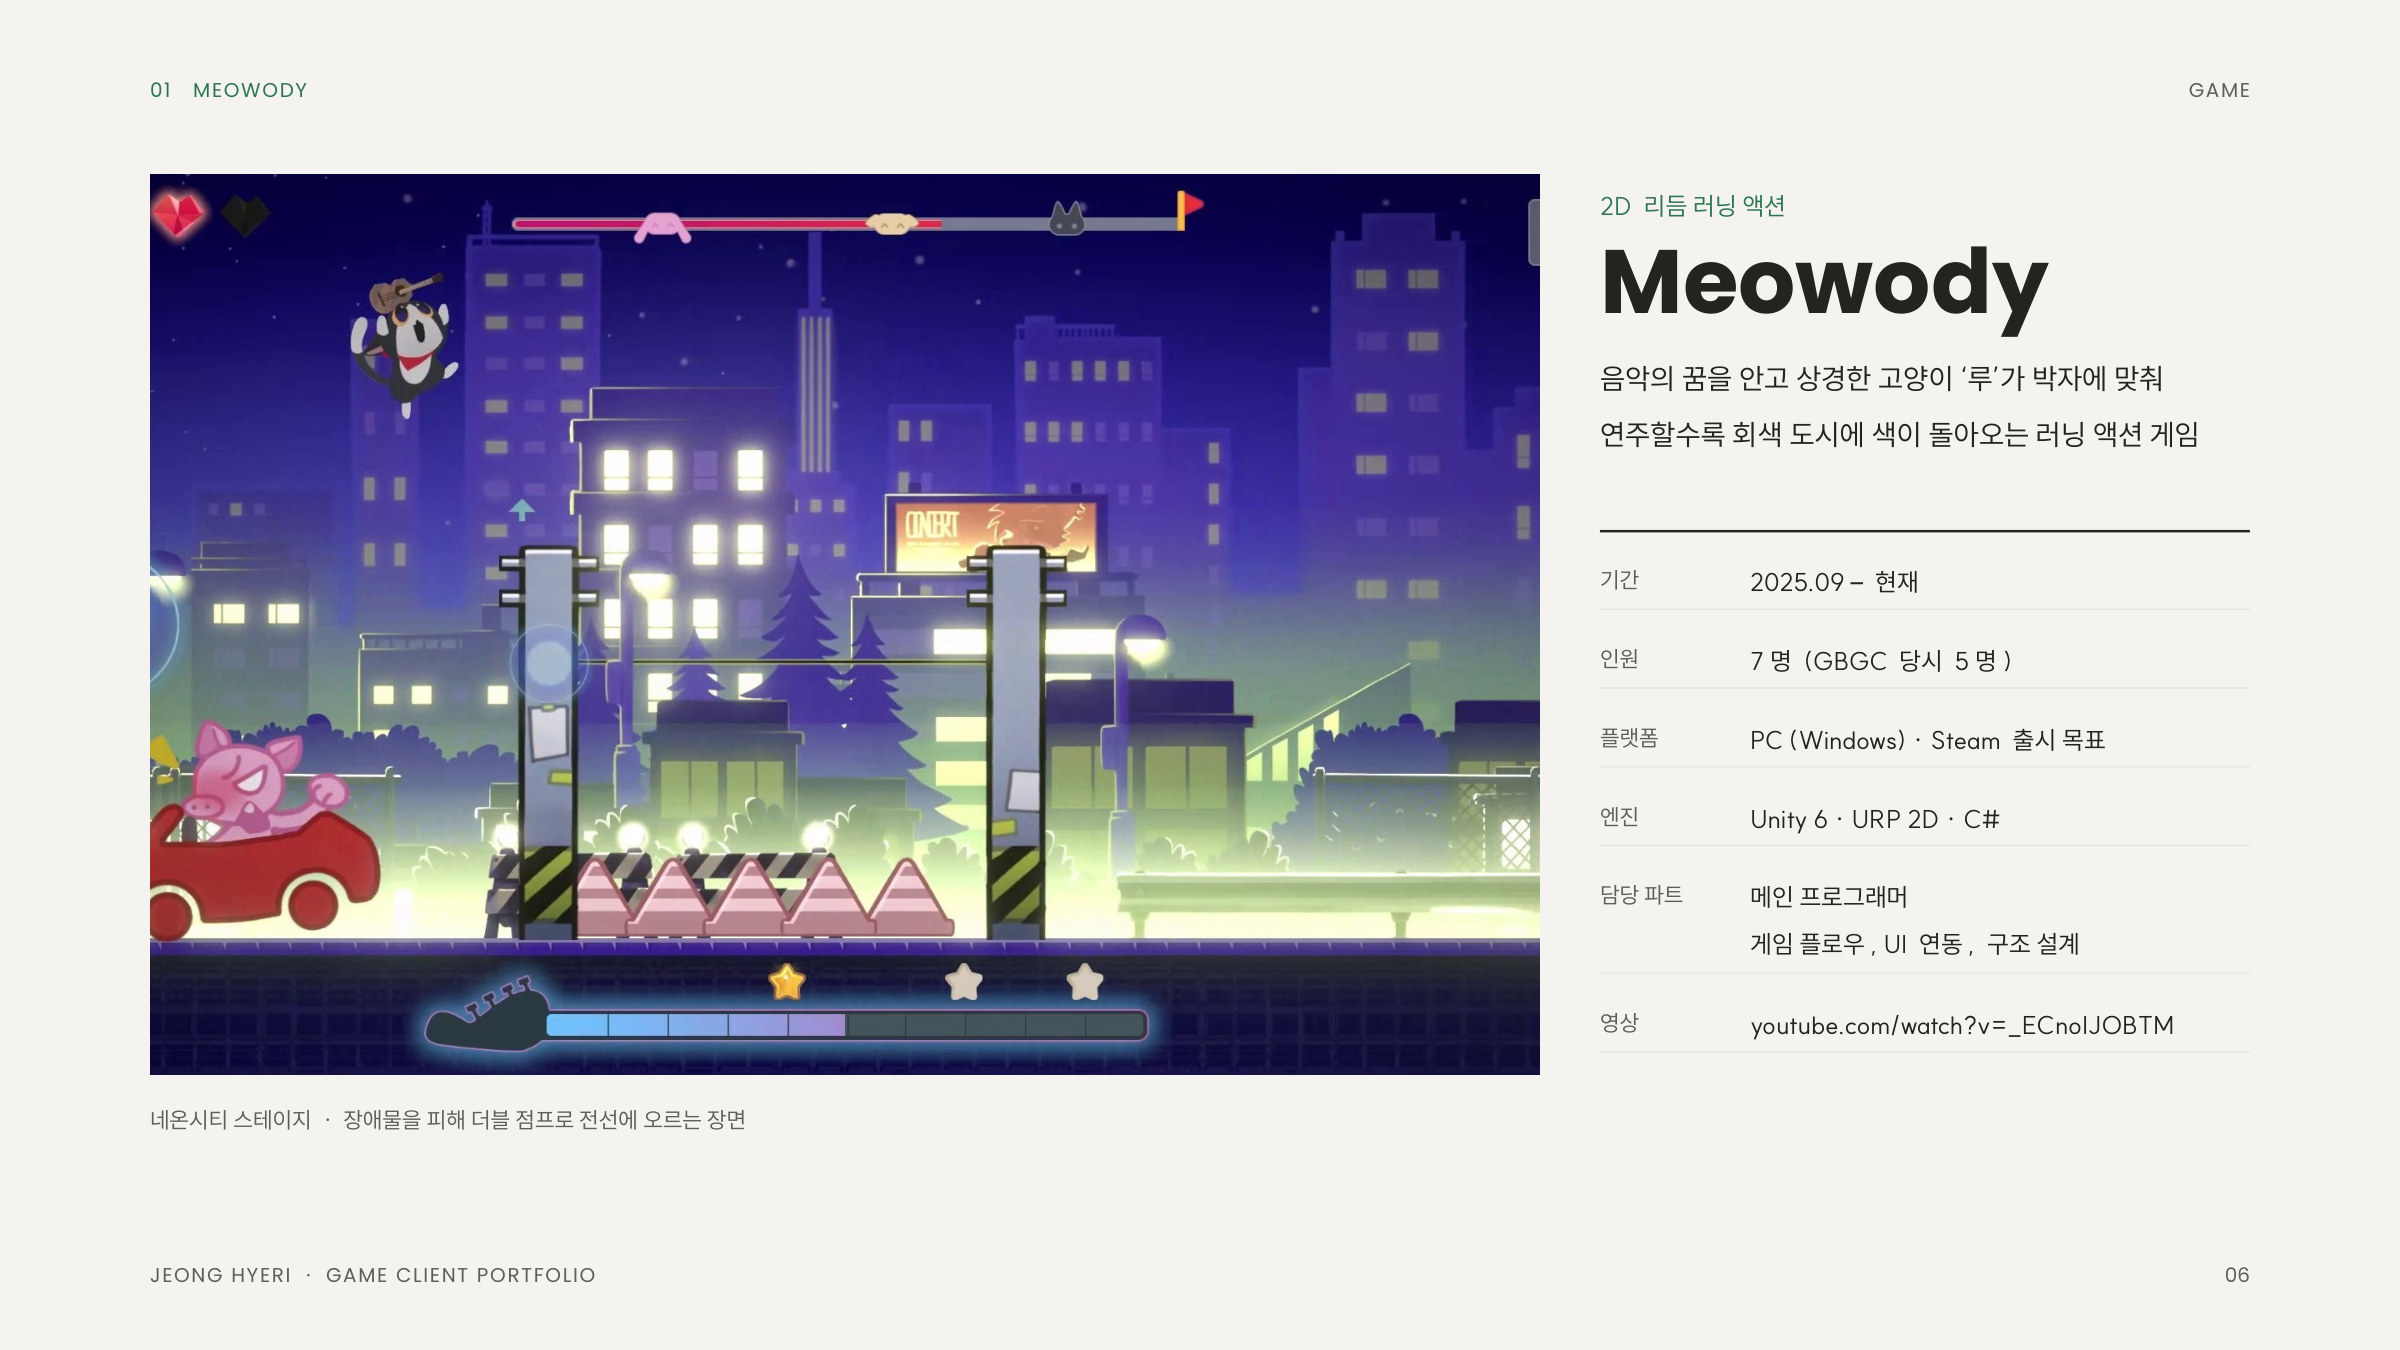 01 MEOWODY
GAME
CONCERT
2D 리듬 러닝 액션
Meowody
음악의 꿈을 안고 상경한 고양이 ‘루’가 박자에 맞춰
연주할수록 회색 도시에 색이 돌아오는 러닝 액션 게임
기간 2025.09 – 현재
인원 7 명 (GBGC 당시 5 명 )
플랫폼 PC (Windows) · Steam 출시 목표
엔진 Unity 6 · URP 2D · C#
담당 파트 메인 프로그래머
게임 플로우 , UI 연동 , 구조 설계
영상 youtube.com/watch?v=_ECnoIJOBTM
네온시티 스테이지 · 장애물을 피해 더블 점프로 전선에 오르는 장면
JEONG HYERI · GAME CLIENT PORTFOLIO
06